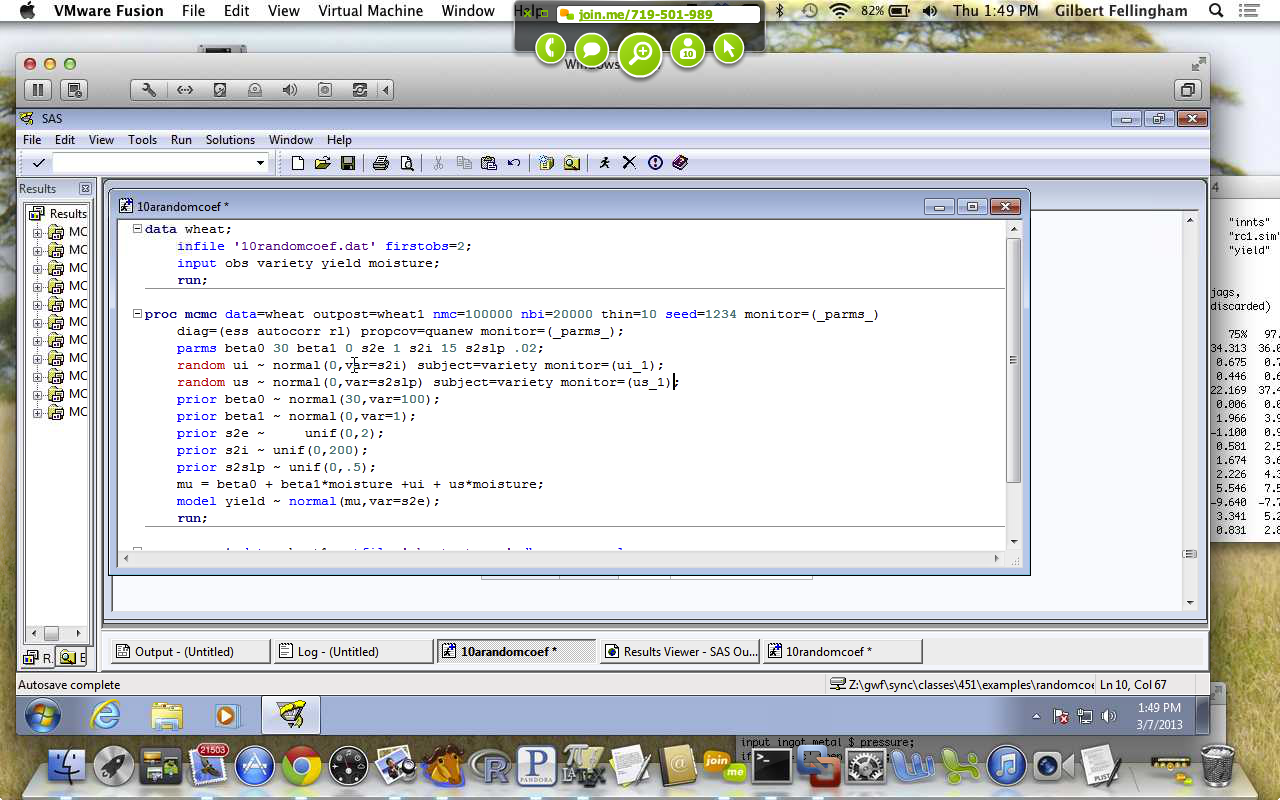 VMware Fusion File Edit View Virtual Machine Window Help 82% Thu 1:49 PM Gilbert Fellingham
join.me/719-501-989
10
Windows
SAS
File Edit View Tools Run Solutions Window Help
Results
Results
MC
MC
MC
MC
MC
MC
MC
MC
MC
MC
MC
10arandomcoef *
data wheat;
infile '10randomcoef.dat' firstobs=2;
input obs variety yield moisture;
run;
proc mcmc data=wheat outpost=wheat1 nmc=100000 nbi=20000 thin=10 seed=1234 monitor=(_parms_)
diag=(ess autocorr rl) propcov=quanew monitor=(_parms_);
parms beta0 30 beta1 0 s2e 1 s2i 15 s2slp .02;
random ui ~ normal(0,var=s2i) subject=variety monitor=(ui_1);
random us ~ normal(0,var=s2slp) subject=variety monitor=(us_1);
prior beta0 ~ normal(30,var=100);
prior beta1 ~ normal(0,var=1);
prior s2e ~ unif(0,2);
prior s2i ~ unif(0,200);
prior s2slp ~ unif(0,.5);
mu = beta0 + beta1*moisture +ui + us*moisture;
model yield ~ normal(mu,var=s2e);
run;
4
"innts"
"rc1.sim"
"yield"
jags,
discarded)
75% 97.
34.313 36.0
0.675 0.7
0.446 0.6
22.169 37.4
0.006 0.0
1.966 3.9
-1.100 0.9
0.581 2.5
1.674 3.6
2.226 4.3
5.546 7.5
-9.640 -7.7
3.341 5.2
0.831 2.8
R.
E
Output - (Untitled) Log - (Untitled) 10arandomcoef * Results Viewer - SAS Ou... 10randomcoef *
Autosave complete Z:\gwf\sync\classes\451\examples\randomcoe Ln 10, Col 67
1:49 PM
3/7/2013
input ingot metal $ pressure;
21503
PANDORA
join
me